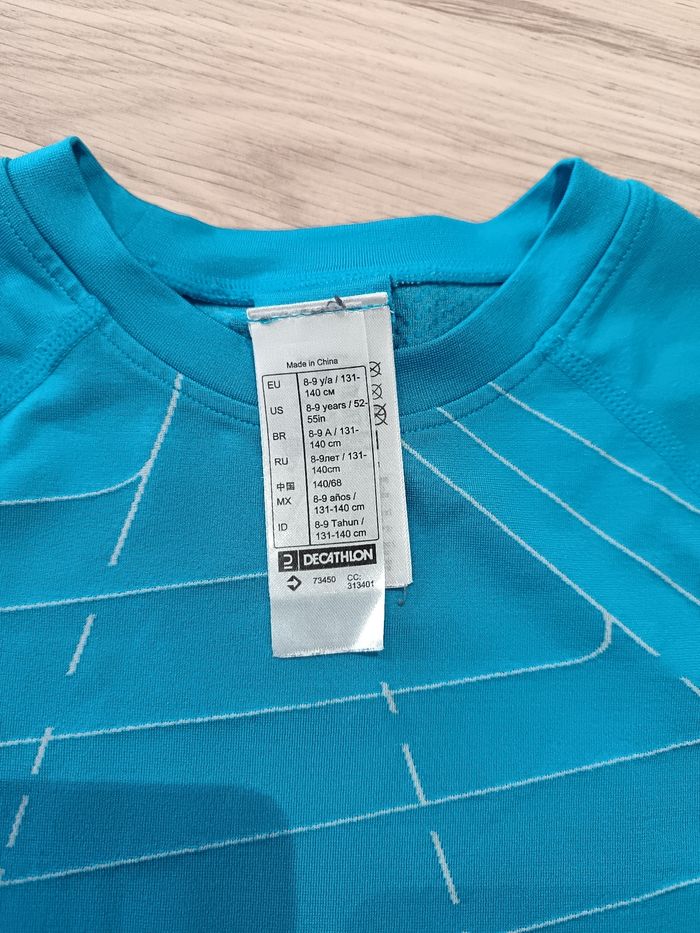 Made in China
EU 8-9 y/a / 131-
140 см
US 8-9 years / 52-
55in
BR 8-9 A / 131-
140 cm
RU 8-9лет / 131-
140cm
中国 140/68
MX 8-9 años /
131-140 cm
ID 8-9 Tahun /
131-140 cm
DECATHLON
73450 CC:
313401